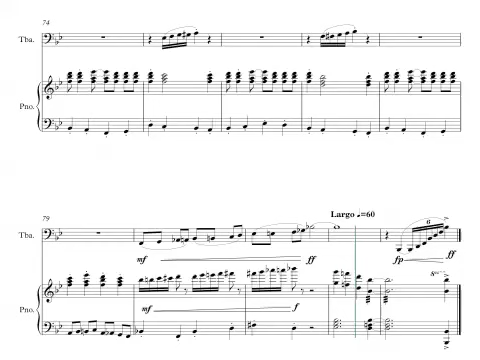 74
Tba.
Pno.
79
Largo ♩.=60
Tba.
6
mf
ff
fp
ff
8va
Pno.
mf
f